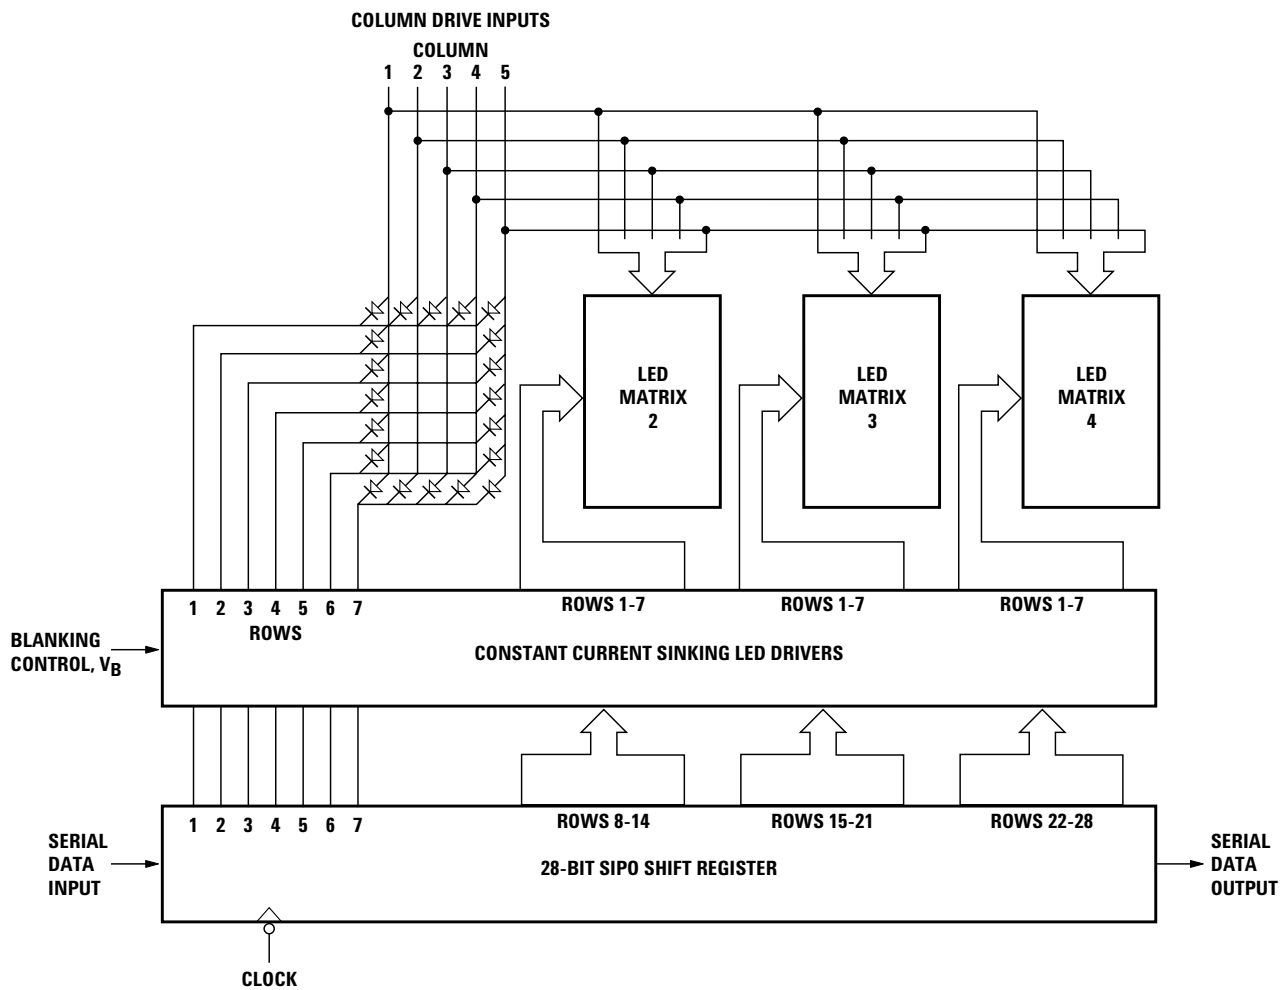 COLUMN DRIVE INPUTS
COLUMN
1 2 3 4 5
LED
MATRIX
2
LED
MATRIX
3
LED
MATRIX
4
1 2 3 4 5 6 7
ROWS
ROWS 1-7
ROWS 1-7
ROWS 1-7
BLANKING
CONTROL, VB
CONSTANT CURRENT SINKING LED DRIVERS
1 2 3 4 5 6 7
ROWS 8-14
ROWS 15-21
ROWS 22-28
SERIAL
DATA
INPUT
28-BIT SIPO SHIFT REGISTER
SERIAL
DATA
OUTPUT
CLOCK